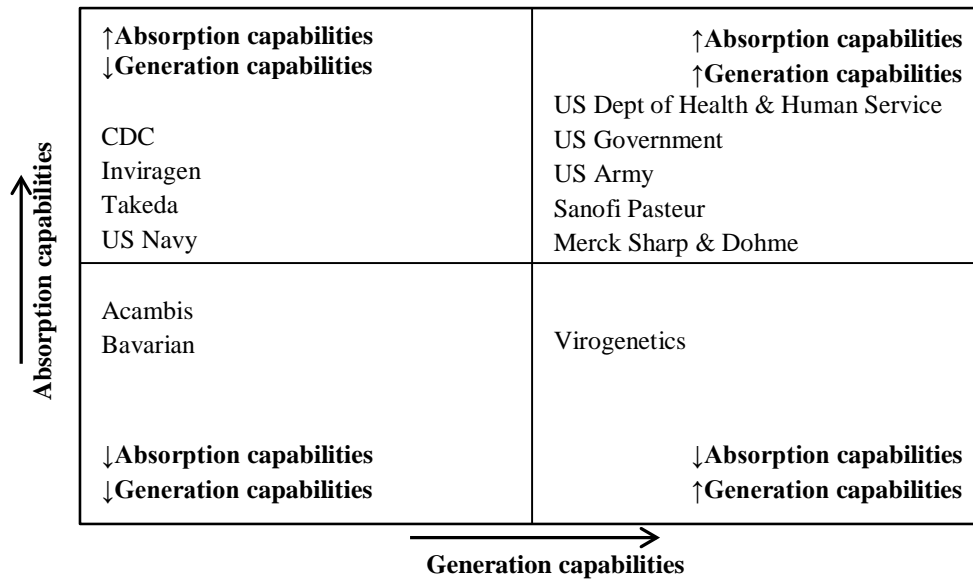 ↑Absorption capabilities
↓Generation capabilities
CDC
Inviragen
Takeda
US Navy
↑Absorption capabilities
↑Generation capabilities
US Dept of Health & Human Service
US Government
US Army
Sanofi Pasteur
Merck Sharp & Dohme
Acambis
Bavarian
↓Absorption capabilities
↓Generation capabilities
Virogenetics
↓Absorption capabilities
↑Generation capabilities
Absorption capabilities
Generation capabilities